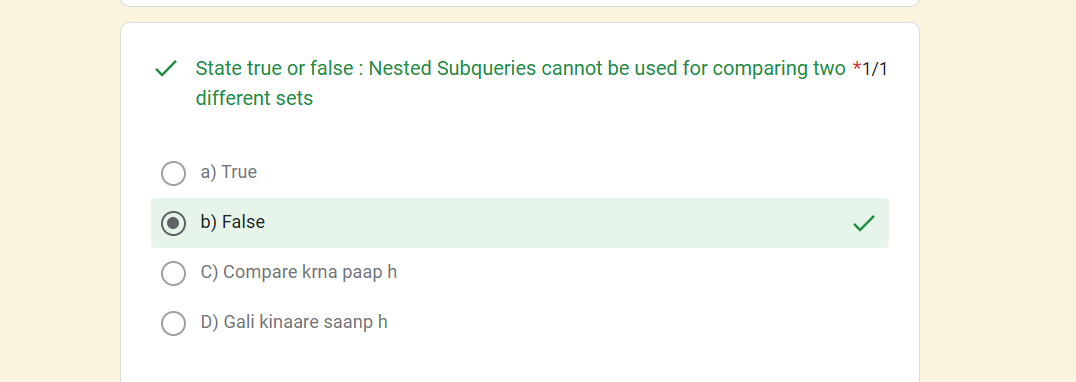 State true or false : Nested Subqueries cannot be used for comparing two *1/1
different sets
a) True
b) False
C) Compare krna paap h
D) Gali kinaare saanp h